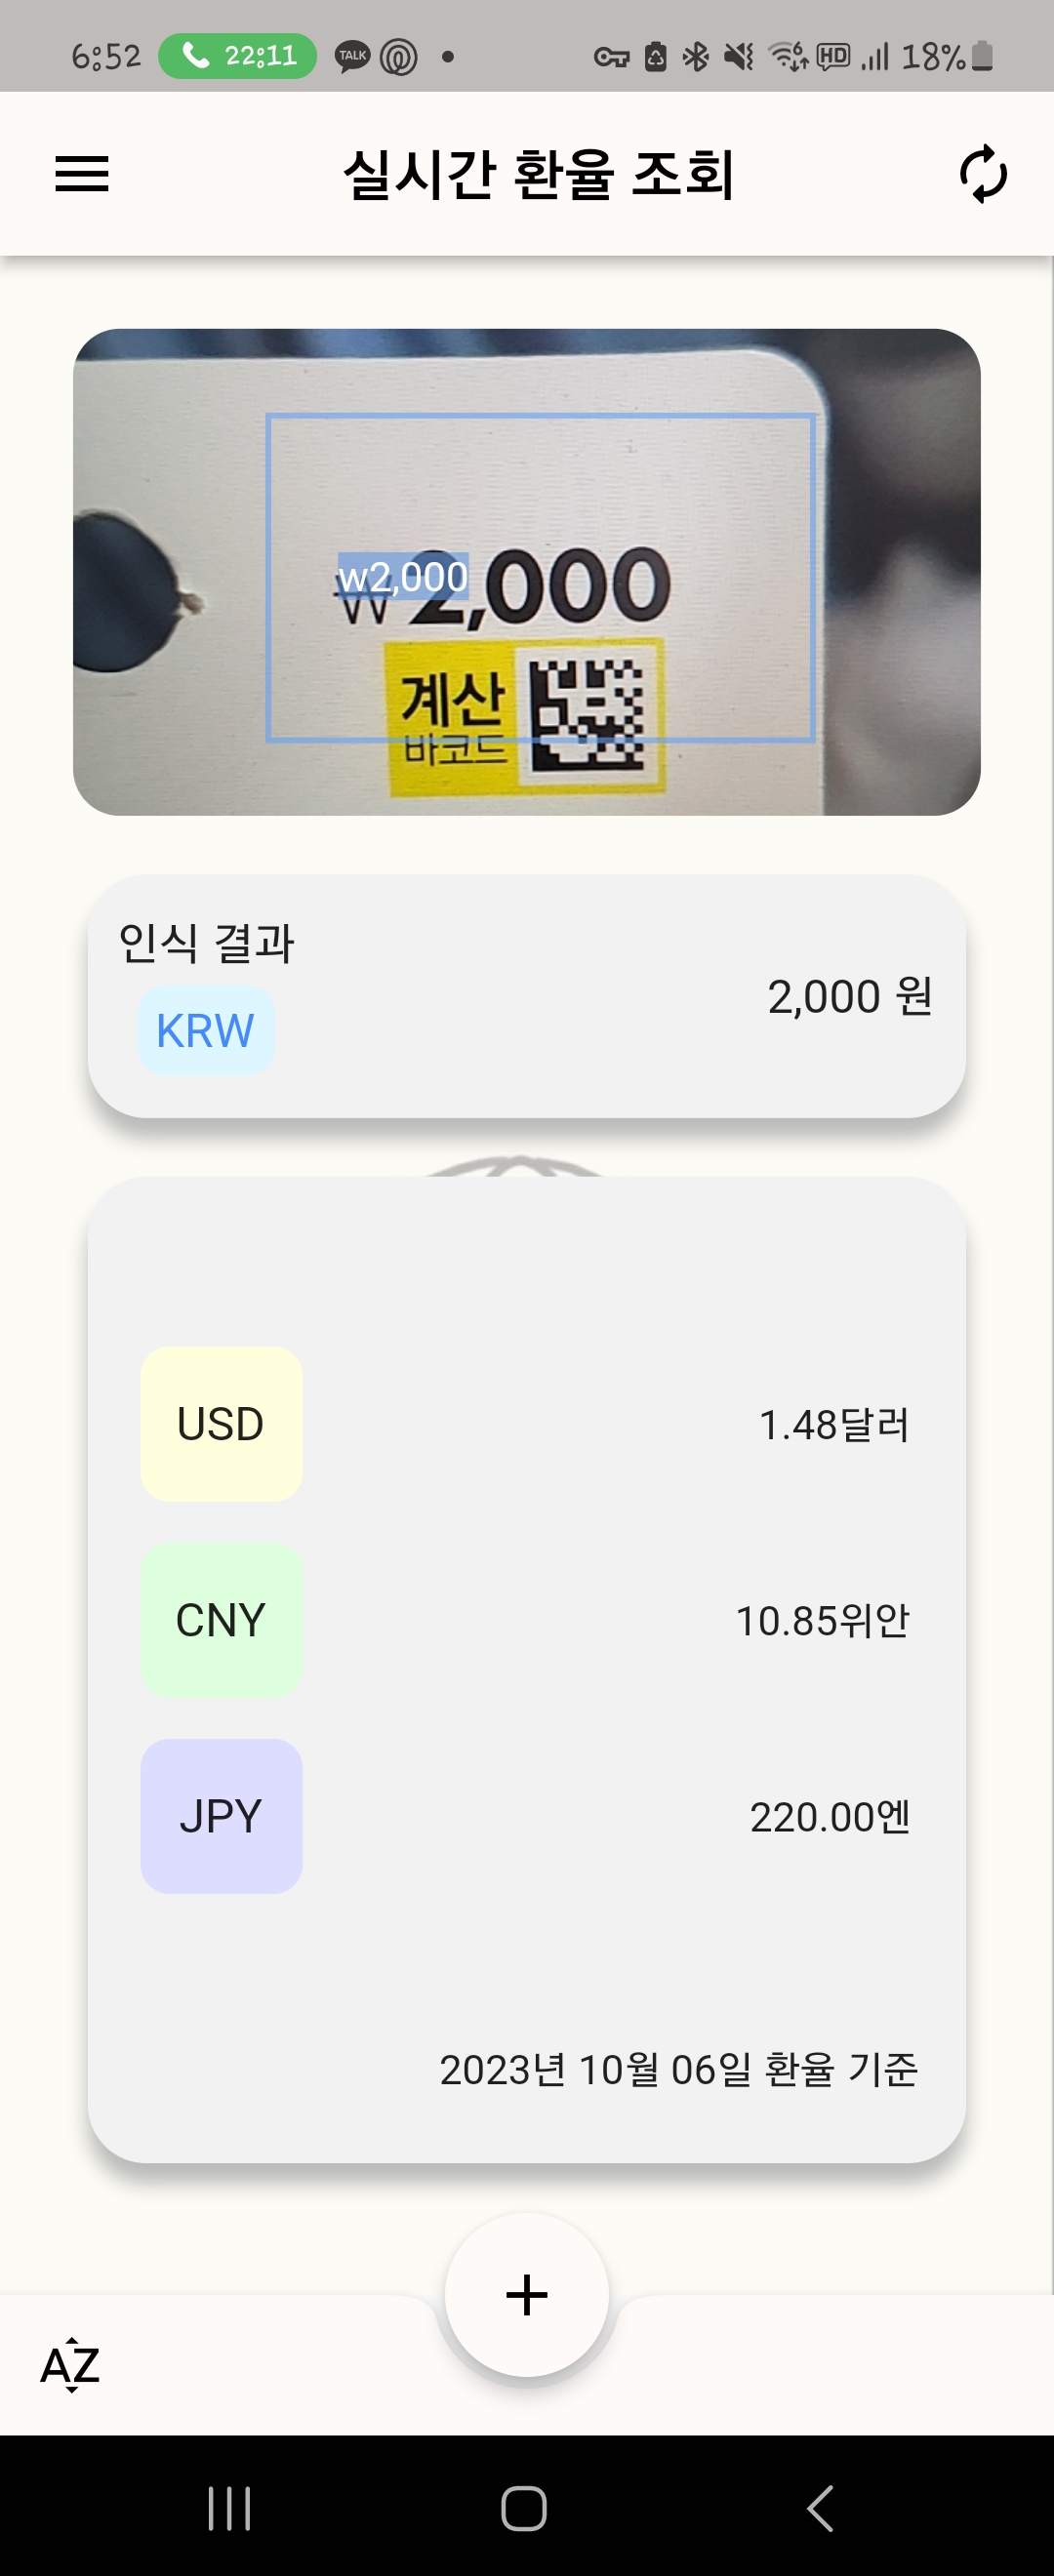 6:52 22:11 TALK 6 HD 18%
실시간 환율 조회
w2,000
₩2,000
계산
바코드
인식 결과
KRW
2,000 원
USD 1.48달러
CNY 10.85위안
JPY 220.00엔
2023년 10월 06일 환율 기준
+
AZ